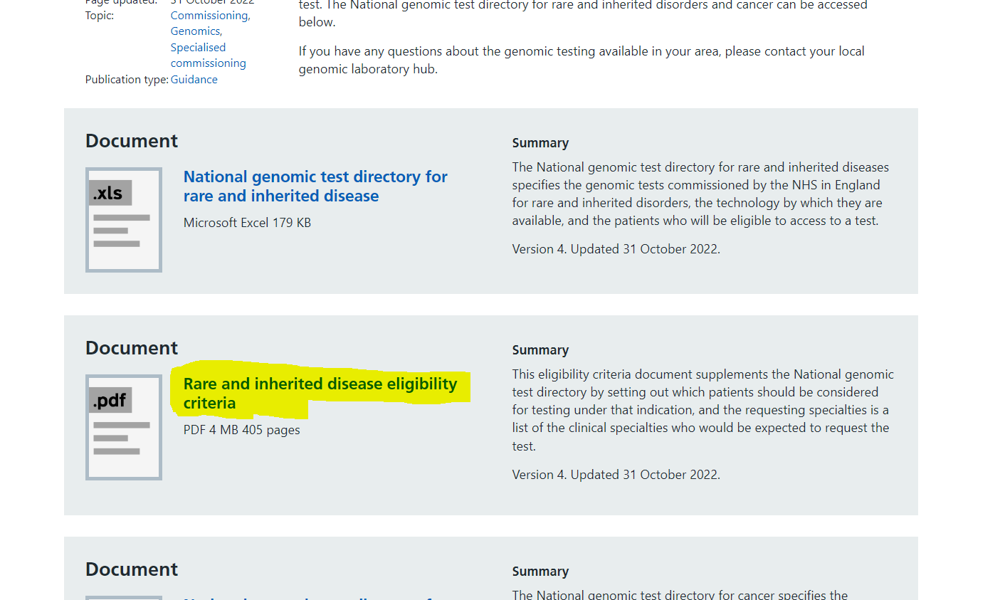 Page updated: 31 October 2022
Topic: Commissioning,
Genomics,
Specialised
commissioning
Publication type: Guidance
test. The National genomic test directory for rare and inherited disorders and cancer can be accessed
below.
If you have any questions about the genomic testing available in your area, please contact your local
genomic laboratory hub.
Document
.xls
National genomic test directory for
rare and inherited disease
Microsoft Excel 179 KB
Summary
The National genomic test directory for rare and inherited diseases
specifies the genomic tests commissioned by the NHS in England
for rare and inherited disorders, the technology by which they are
available, and the patients who will be eligible to access to a test.
Version 4. Updated 31 October 2022.
Document
.pdf
Rare and inherited disease eligibility
criteria
PDF 4 MB 405 pages
Summary
This eligibility criteria document supplements the National genomic
test directory by setting out which patients should be considered
for testing under that indication, and the requesting specialties is a
list of the clinical specialties who would be expected to request the
test.
Version 4. Updated 31 October 2022.
Document
Summary
The National genomic test directory for cancer specifies the